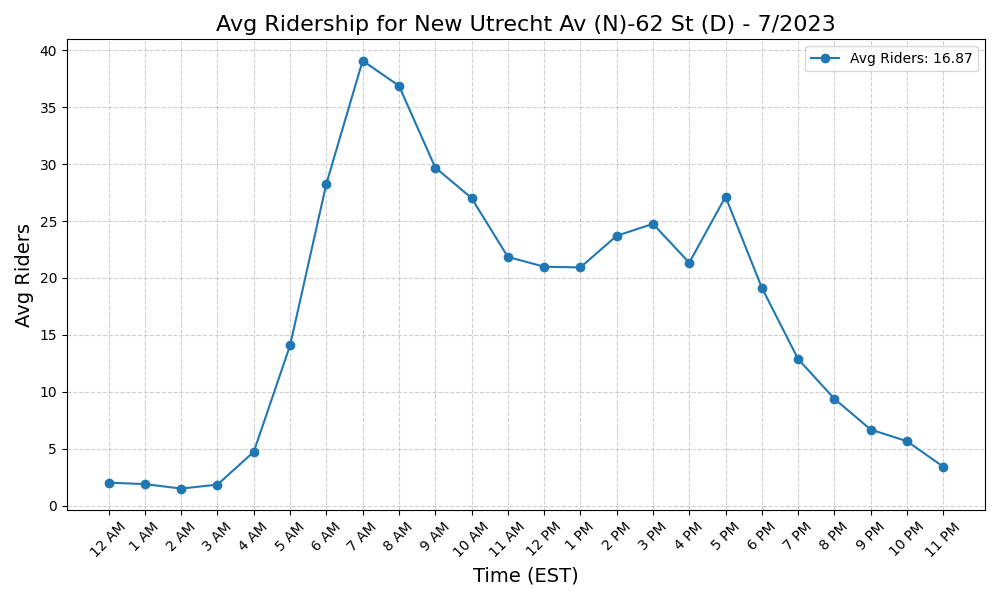 Avg Ridership for New Utrecht Av (N)-62 St (D) - 7/2023
Avg Riders: 16.87
Avg Riders
40
35
30
25
20
15
10
5
0
12 AM 1 AM 2 AM 3 AM 4 AM 5 AM 6 AM 7 AM 8 AM 9 AM 10 AM 11 AM 12 PM 1 PM 2 PM 3 PM 4 PM 5 PM 6 PM 7 PM 8 PM 9 PM 10 PM 11 PM
Time (EST)